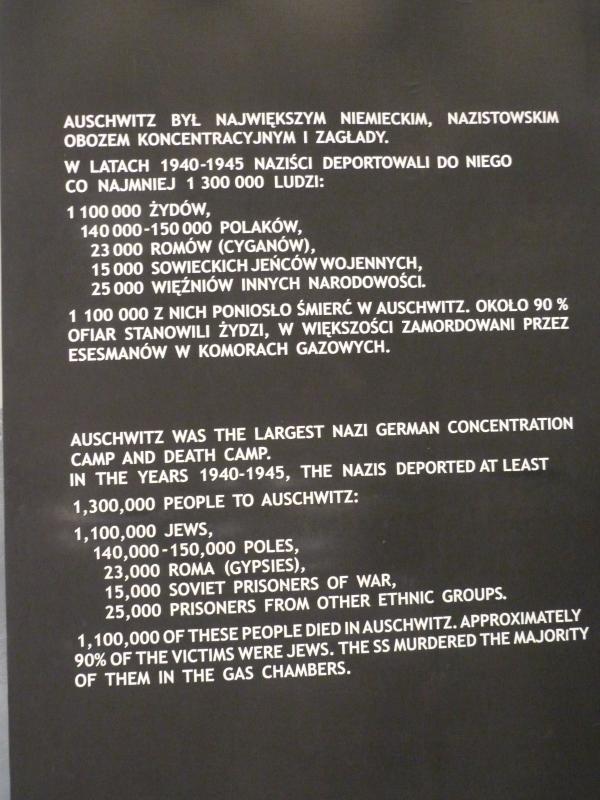 AUSCHWITZ BYŁ NAJWIĘKSZYM NIEMIECKIM, NAZISTOWSKIM
OBOZEM KONCENTRACYJNYM I ZAGŁADY.
W LATACH 1940-1945 NAZIŚCI DEPORTOWALI DO NIEGO
CO NAJMNIEJ 1 300 000 LUDZI:
1 100 000 ŻYDÓW,
140 000-150 000 POLAKÓW,
23 000 ROMÓW (CYGANÓW),
15 000 SOWIECKICH JEŃCÓW WOJENNYCH,
25 000 WIĘŹNIÓW INNYCH NARODOWOŚCI.
1 100 000 Z NICH PONIOSŁO ŚMIERĆ W AUSCHWITZ. OKOŁO 90 %
OFIAR STANOWILI ŻYDZI, W WIĘKSZOŚCI ZAMORDOWANI PRZEZ
ESESMANÓW W KOMORACH GAZOWYCH.
AUSCHWITZ WAS THE LARGEST NAZI GERMAN CONCENTRATION
CAMP AND DEATH CAMP.
IN THE YEARS 1940-1945, THE NAZIS DEPORTED AT LEAST
1,300,000 PEOPLE TO AUSCHWITZ:
1,100,000 JEWS,
140,000-150,000 POLES,
23,000 ROMA (GYPSIES),
15,000 SOVIET PRISONERS OF WAR,
25,000 PRISONERS FROM OTHER ETHNIC GROUPS.
1,100,000 OF THESE PEOPLE DIED IN AUSCHWITZ. APPROXIMATELY
90% OF THE VICTIMS WERE JEWS. THE SS MURDERED THE MAJORITY
OF THEM IN THE GAS CHAMBERS.